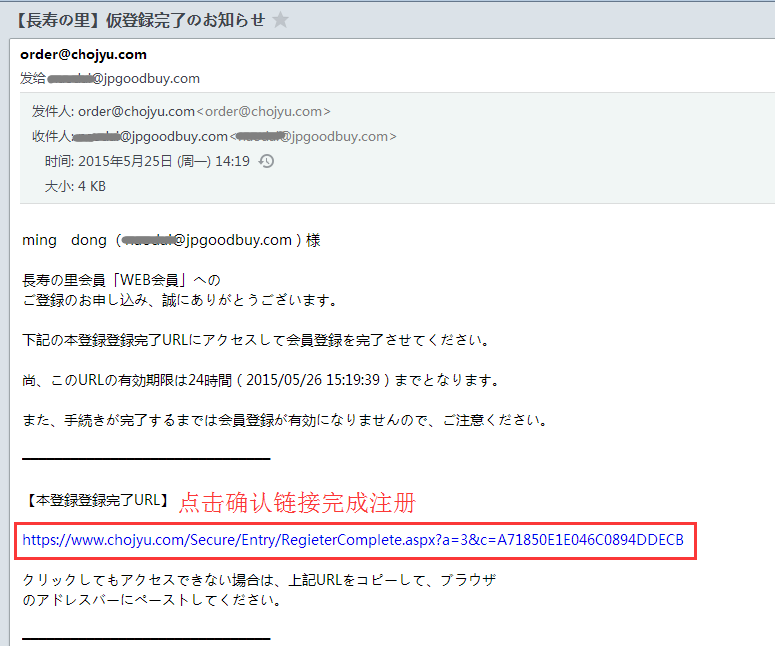 【長寿の里】仮登録完了のお知らせ
order@chojyu.com
发给 @jpgoodbuy.com
发件人: order@chojyu.com<order@chojyu.com>
收件人: @jpgoodbuy.com< @jpgoodbuy.com>
时间: 2015年5月25日 (周一) 14:19
大小: 4 KB
ming　dong（ @jpgoodbuy.com ) 様
長寿の里会員「WEB会員」への
ご登録のお申し込み、誠にありがとうございます。
下記の本登録登録完了URLにアクセスして会員登録を完了させてください。
尚、このURLの有効期限は24時間（2015/05/26 15:19:39）までとなります。
また、手続きが完了するまでは会員登録が有効になりませんので、ご注意ください。
【本登録登録完了URL】 点击确认链接完成注册
https://www.chojyu.com/Secure/Entry/RegieterComplete.aspx?a=3&c=A71850E1E046C0894DDECB
クリックしてもアクセスできない場合は、上記URLをコピーして、ブラウザ
のアドレスバーにペーストしてください。